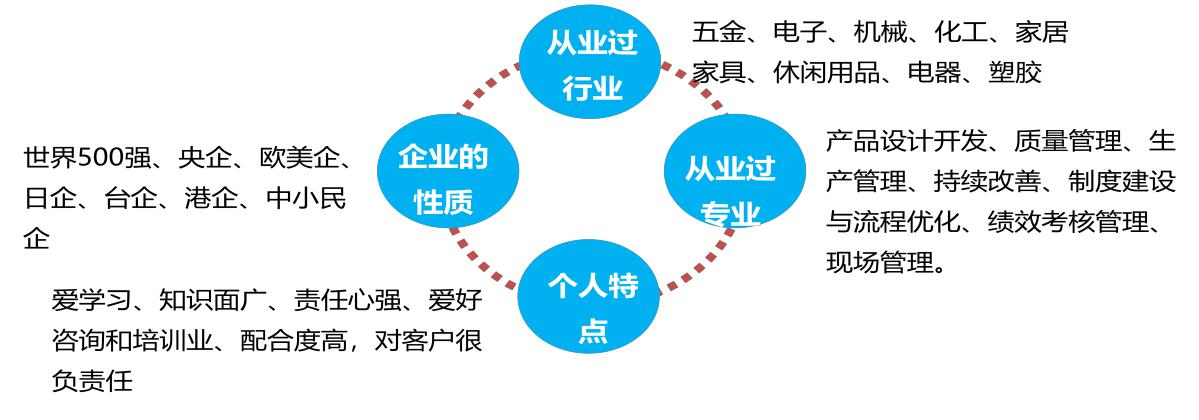 从业过
行业
五金、电子、机械、化工、家居
家具、休闲用品、电器、塑胶
企业的
性质
世界500强、央企、欧美企、
日企、台企、港企、中小民
企
从业过
专业
产品设计开发、质量管理、生
产管理、持续改善、制度建设
与流程优化、绩效考核管理、
现场管理。
个人特
点
爱学习、知识面广、责任心强、爱好
咨询和培训业、配合度高，对客户很
负责任